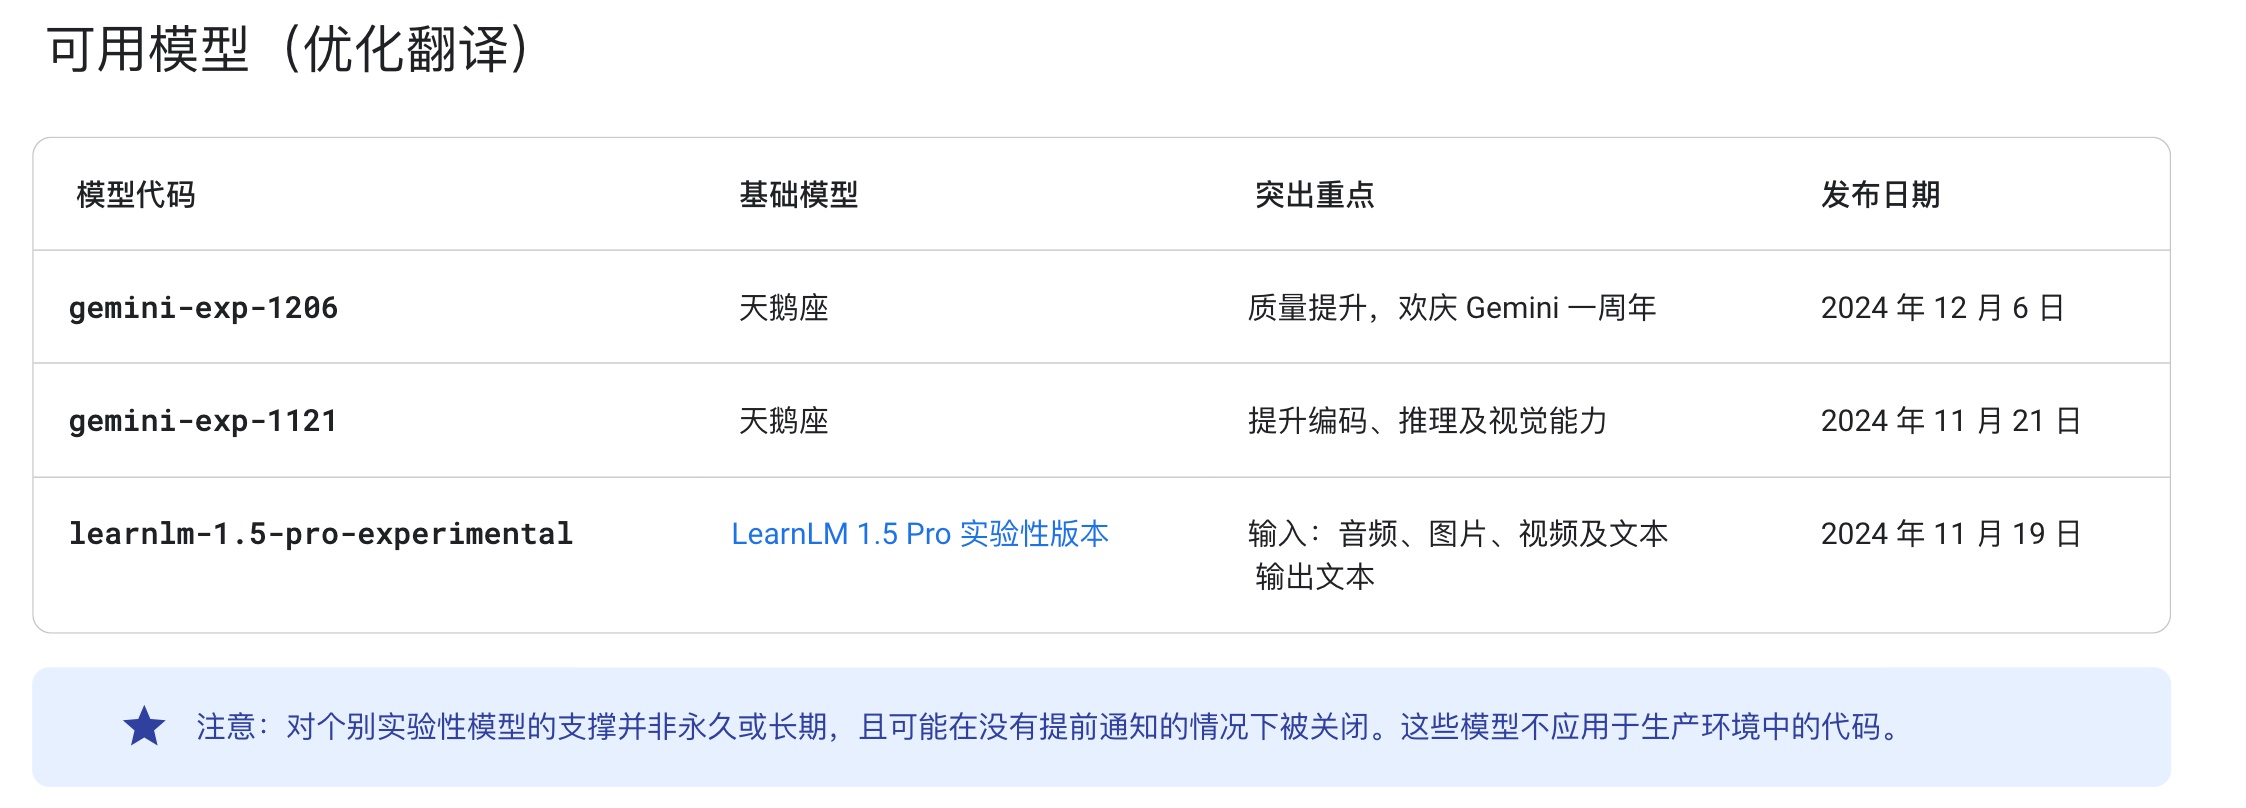 可用模型（优化翻译）
模型代码 基础模型 突出重点 发布日期
gemini-exp-1206 天鹅座 质量提升，欢庆 Gemini 一周年 2024 年 12 月 6 日
gemini-exp-1121 天鹅座 提升编码、推理及视觉能力 2024 年 11 月 21 日
learnlm-1.5-pro-experimental LearnLM 1.5 Pro 实验性版本 输入：音频、图片、视频及文本 2024 年 11 月 19 日
输出文本
注意：对个别实验性模型的支撑并非永久或长期，且可能在没有提前通知的情况下被关闭。这些模型不应用于生产环境中的代码。